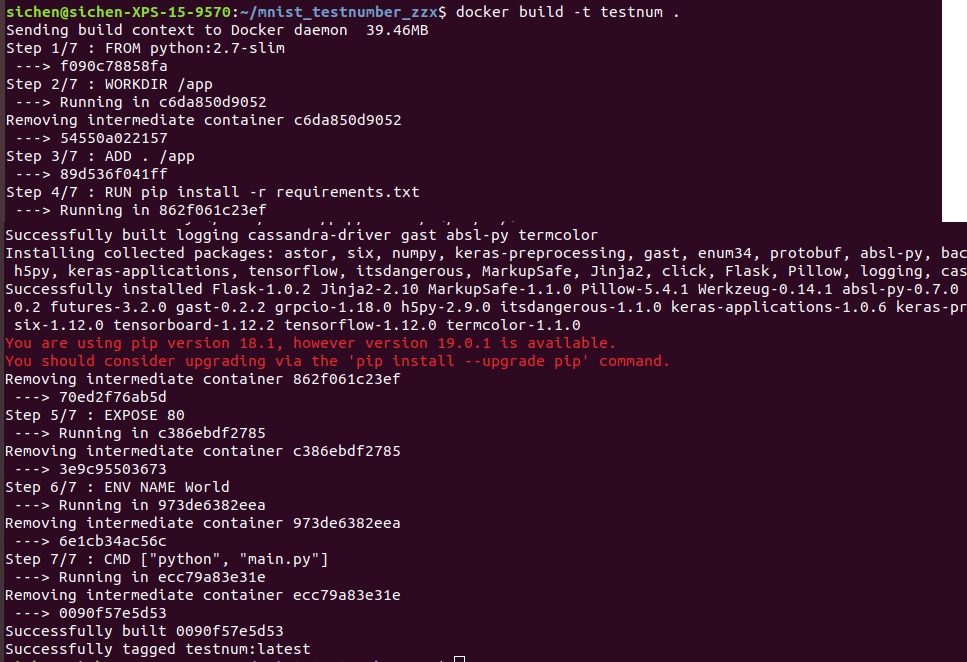 sichen@sichen-XPS-15-9570:~/mnist_testnumber_zzx$ docker build -t testnum .
Sending build context to Docker daemon  39.46MB
Step 1/7 : FROM python:2.7-slim
 ---> f090c78858fa
Step 2/7 : WORKDIR /app
 ---> Running in c6da850d9052
Removing intermediate container c6da850d9052
 ---> 54550a022157
Step 3/7 : ADD . /app
 ---> 89d536f041ff
Step 4/7 : RUN pip install -r requirements.txt
 ---> Running in 862f061c23ef
Successfully built logging cassandra-driver gast absl-py termcolor
Installing collected packages: astor, six, numpy, keras-preprocessing, gast, enum34, protobuf, absl-py, bac
 h5py, keras-applications, tensorflow, itsdangerous, MarkupSafe, Jinja2, click, Flask, Pillow, logging, cas
Successfully installed Flask-1.0.2 Jinja2-2.10 MarkupSafe-1.1.0 Pillow-5.4.1 Werkzeug-0.14.1 absl-py-0.7.0
.0.2 futures-3.2.0 gast-0.2.2 grpcio-1.18.0 h5py-2.9.0 itsdangerous-1.1.0 keras-applications-1.0.6 keras-pr
 six-1.12.0 tensorboard-1.12.2 tensorflow-1.12.0 termcolor-1.1.0
You are using pip version 18.1, however version 19.0.1 is available.
You should consider upgrading via the 'pip install --upgrade pip' command.
Removing intermediate container 862f061c23ef
 ---> 70ed2f76ab5d
Step 5/7 : EXPOSE 80
 ---> Running in c386ebdf2785
Removing intermediate container c386ebdf2785
 ---> 3e9c95503673
Step 6/7 : ENV NAME World
 ---> Running in 973de6382eea
Removing intermediate container 973de6382eea
 ---> 6e1cb34ac56c
Step 7/7 : CMD ["python", "main.py"]
 ---> Running in ecc79a83e31e
Removing intermediate container ecc79a83e31e
 ---> 0090f57e5d53
Successfully built 0090f57e5d53
Successfully tagged testnum:latest